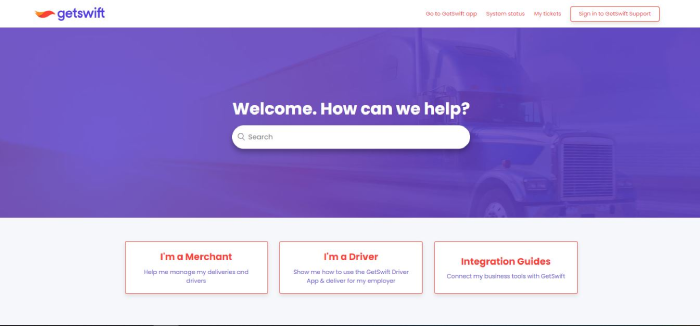 getswift
Go to GetSwift app
System status
My tickets
Sign in to GetSwift Support
Welcome. How can we help?
Search
I'm a Merchant
Help me manage my deliveries and
drivers
I'm a Driver
Show me how to use the GetSwift Driver
App & deliver for my employer
Integration Guides
Connect my business tools with GetSwift